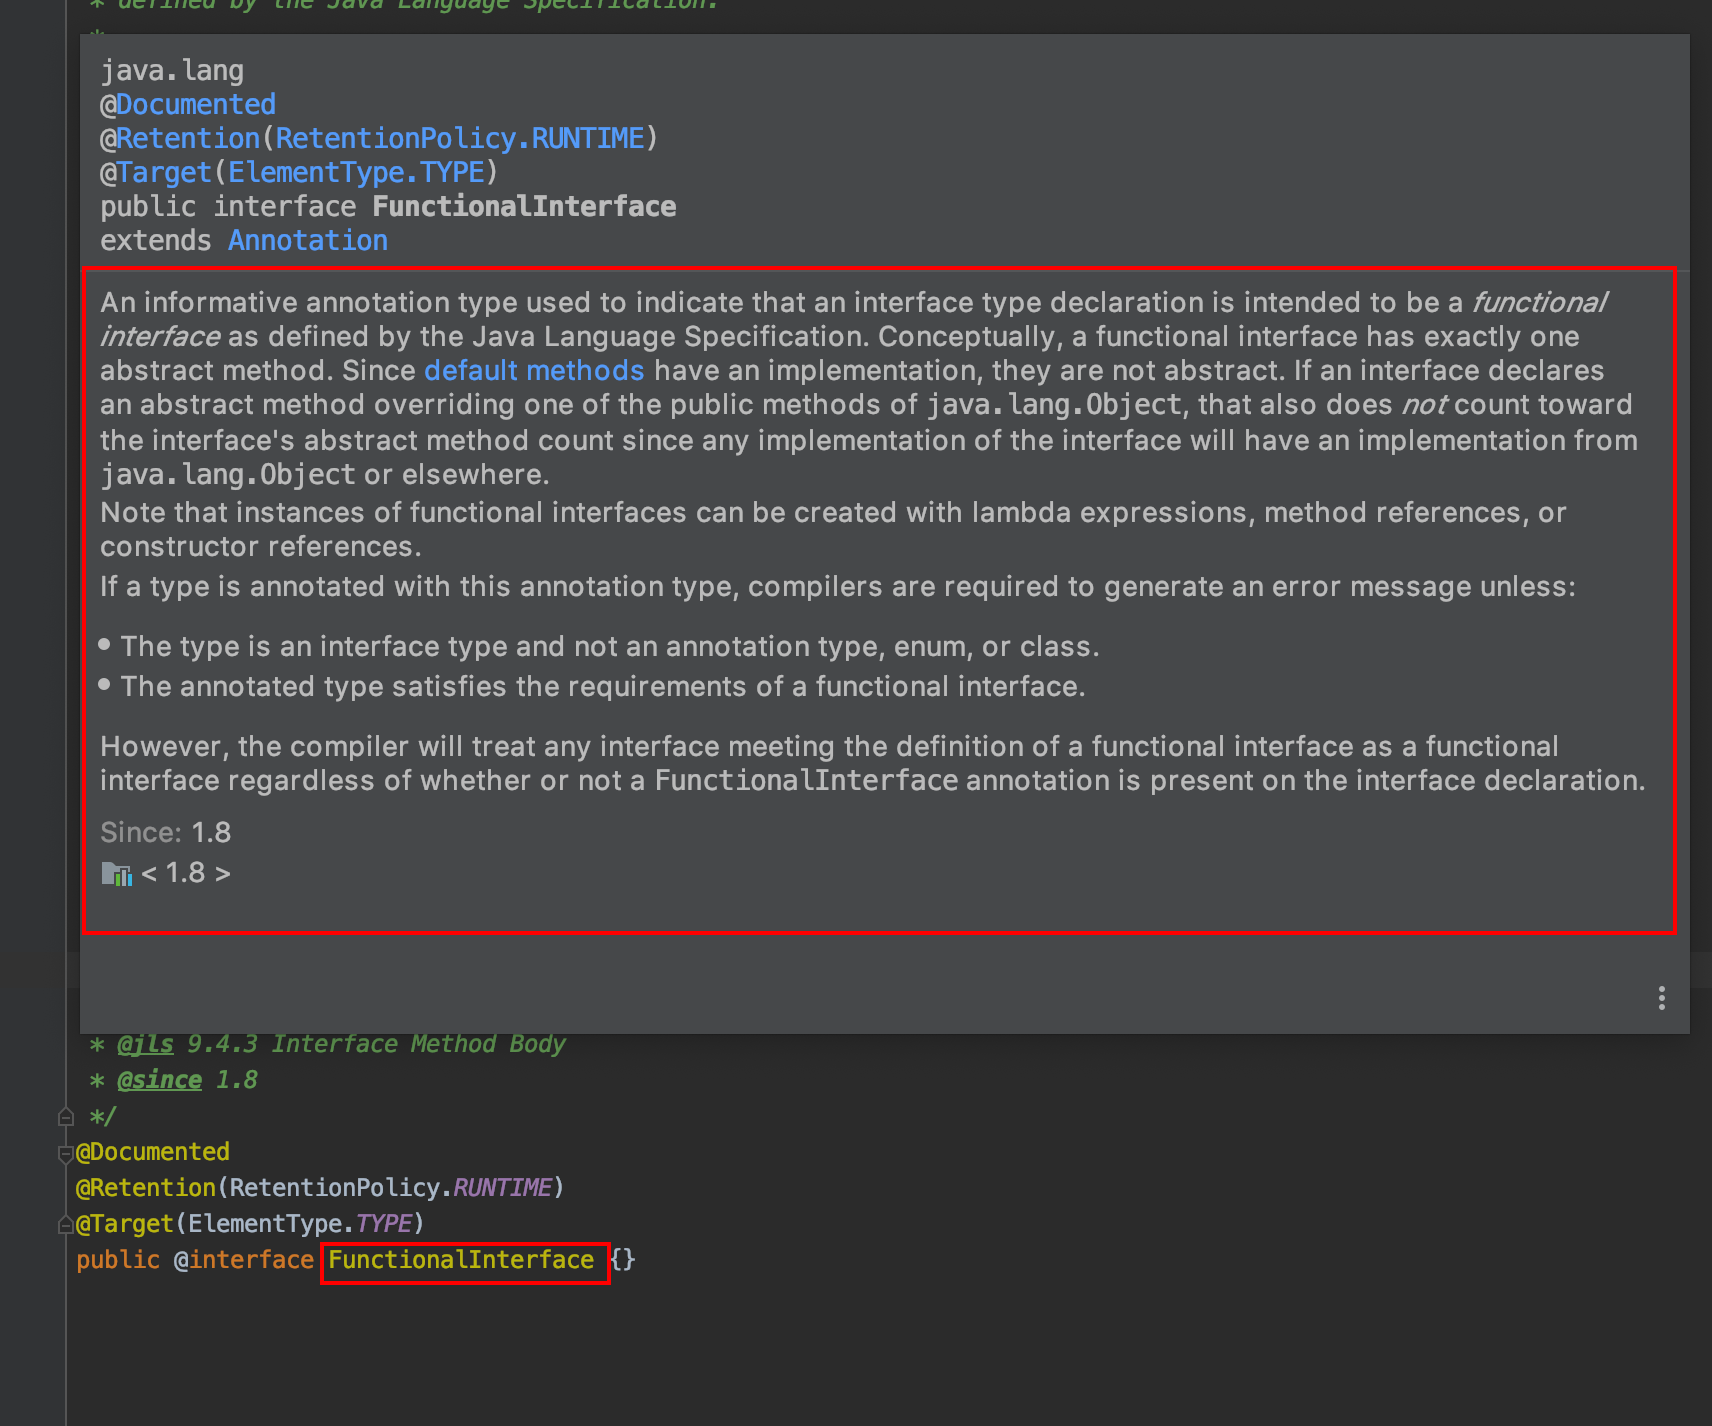 * defined by the Java Language Specification.
*
java.lang
@Documented
@Retention(RetentionPolicy.RUNTIME)
@Target(ElementType.TYPE)
public interface FunctionalInterface
extends Annotation
An informative annotation type used to indicate that an interface type declaration is intended to be a functional
interface as defined by the Java Language Specification. Conceptually, a functional interface has exactly one
abstract method. Since default methods have an implementation, they are not abstract. If an interface declares
an abstract method overriding one of the public methods of java.lang.Object, that also does not count toward
the interface's abstract method count since any implementation of the interface will have an implementation from
java.lang.Object or elsewhere.
Note that instances of functional interfaces can be created with lambda expressions, method references, or
constructor references.
If a type is annotated with this annotation type, compilers are required to generate an error message unless:
• The type is an interface type and not an annotation type, enum, or class.
• The annotated type satisfies the requirements of a functional interface.
However, the compiler will treat any interface meeting the definition of a functional interface as a functional
interface regardless of whether or not a FunctionalInterface annotation is present on the interface declaration.
Since: 1.8
< 1.8 >
* @jls 9.4.3 Interface Method Body
* @since 1.8
*/
@Documented
@Retention(RetentionPolicy.RUNTIME)
@Target(ElementType.TYPE)
public @interface FunctionalInterface {}